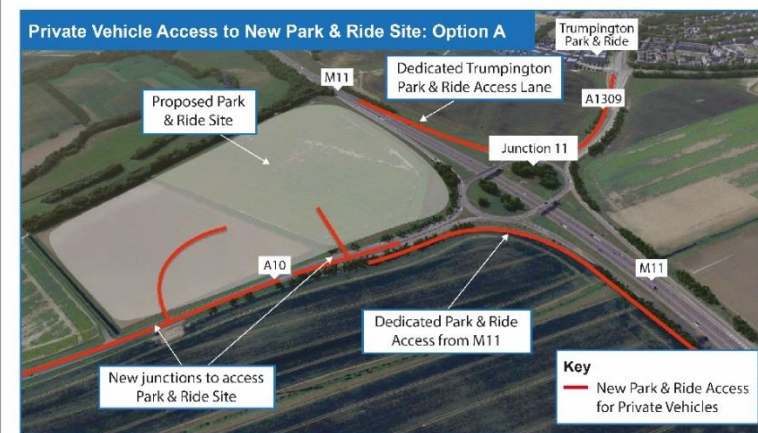 Private Vehicle Access to New Park & Ride Site: Option A
Trumpington
Park & Ride
M11
Dedicated Trumpington
Park & Ride Access Lane
A1309
Proposed Park
& Ride Site
Junction 11
A10
M11
Dedicated Park & Ride
Access from M11
New junctions to access
Park & Ride Site
Key
New Park & Ride Access
for Private Vehicles